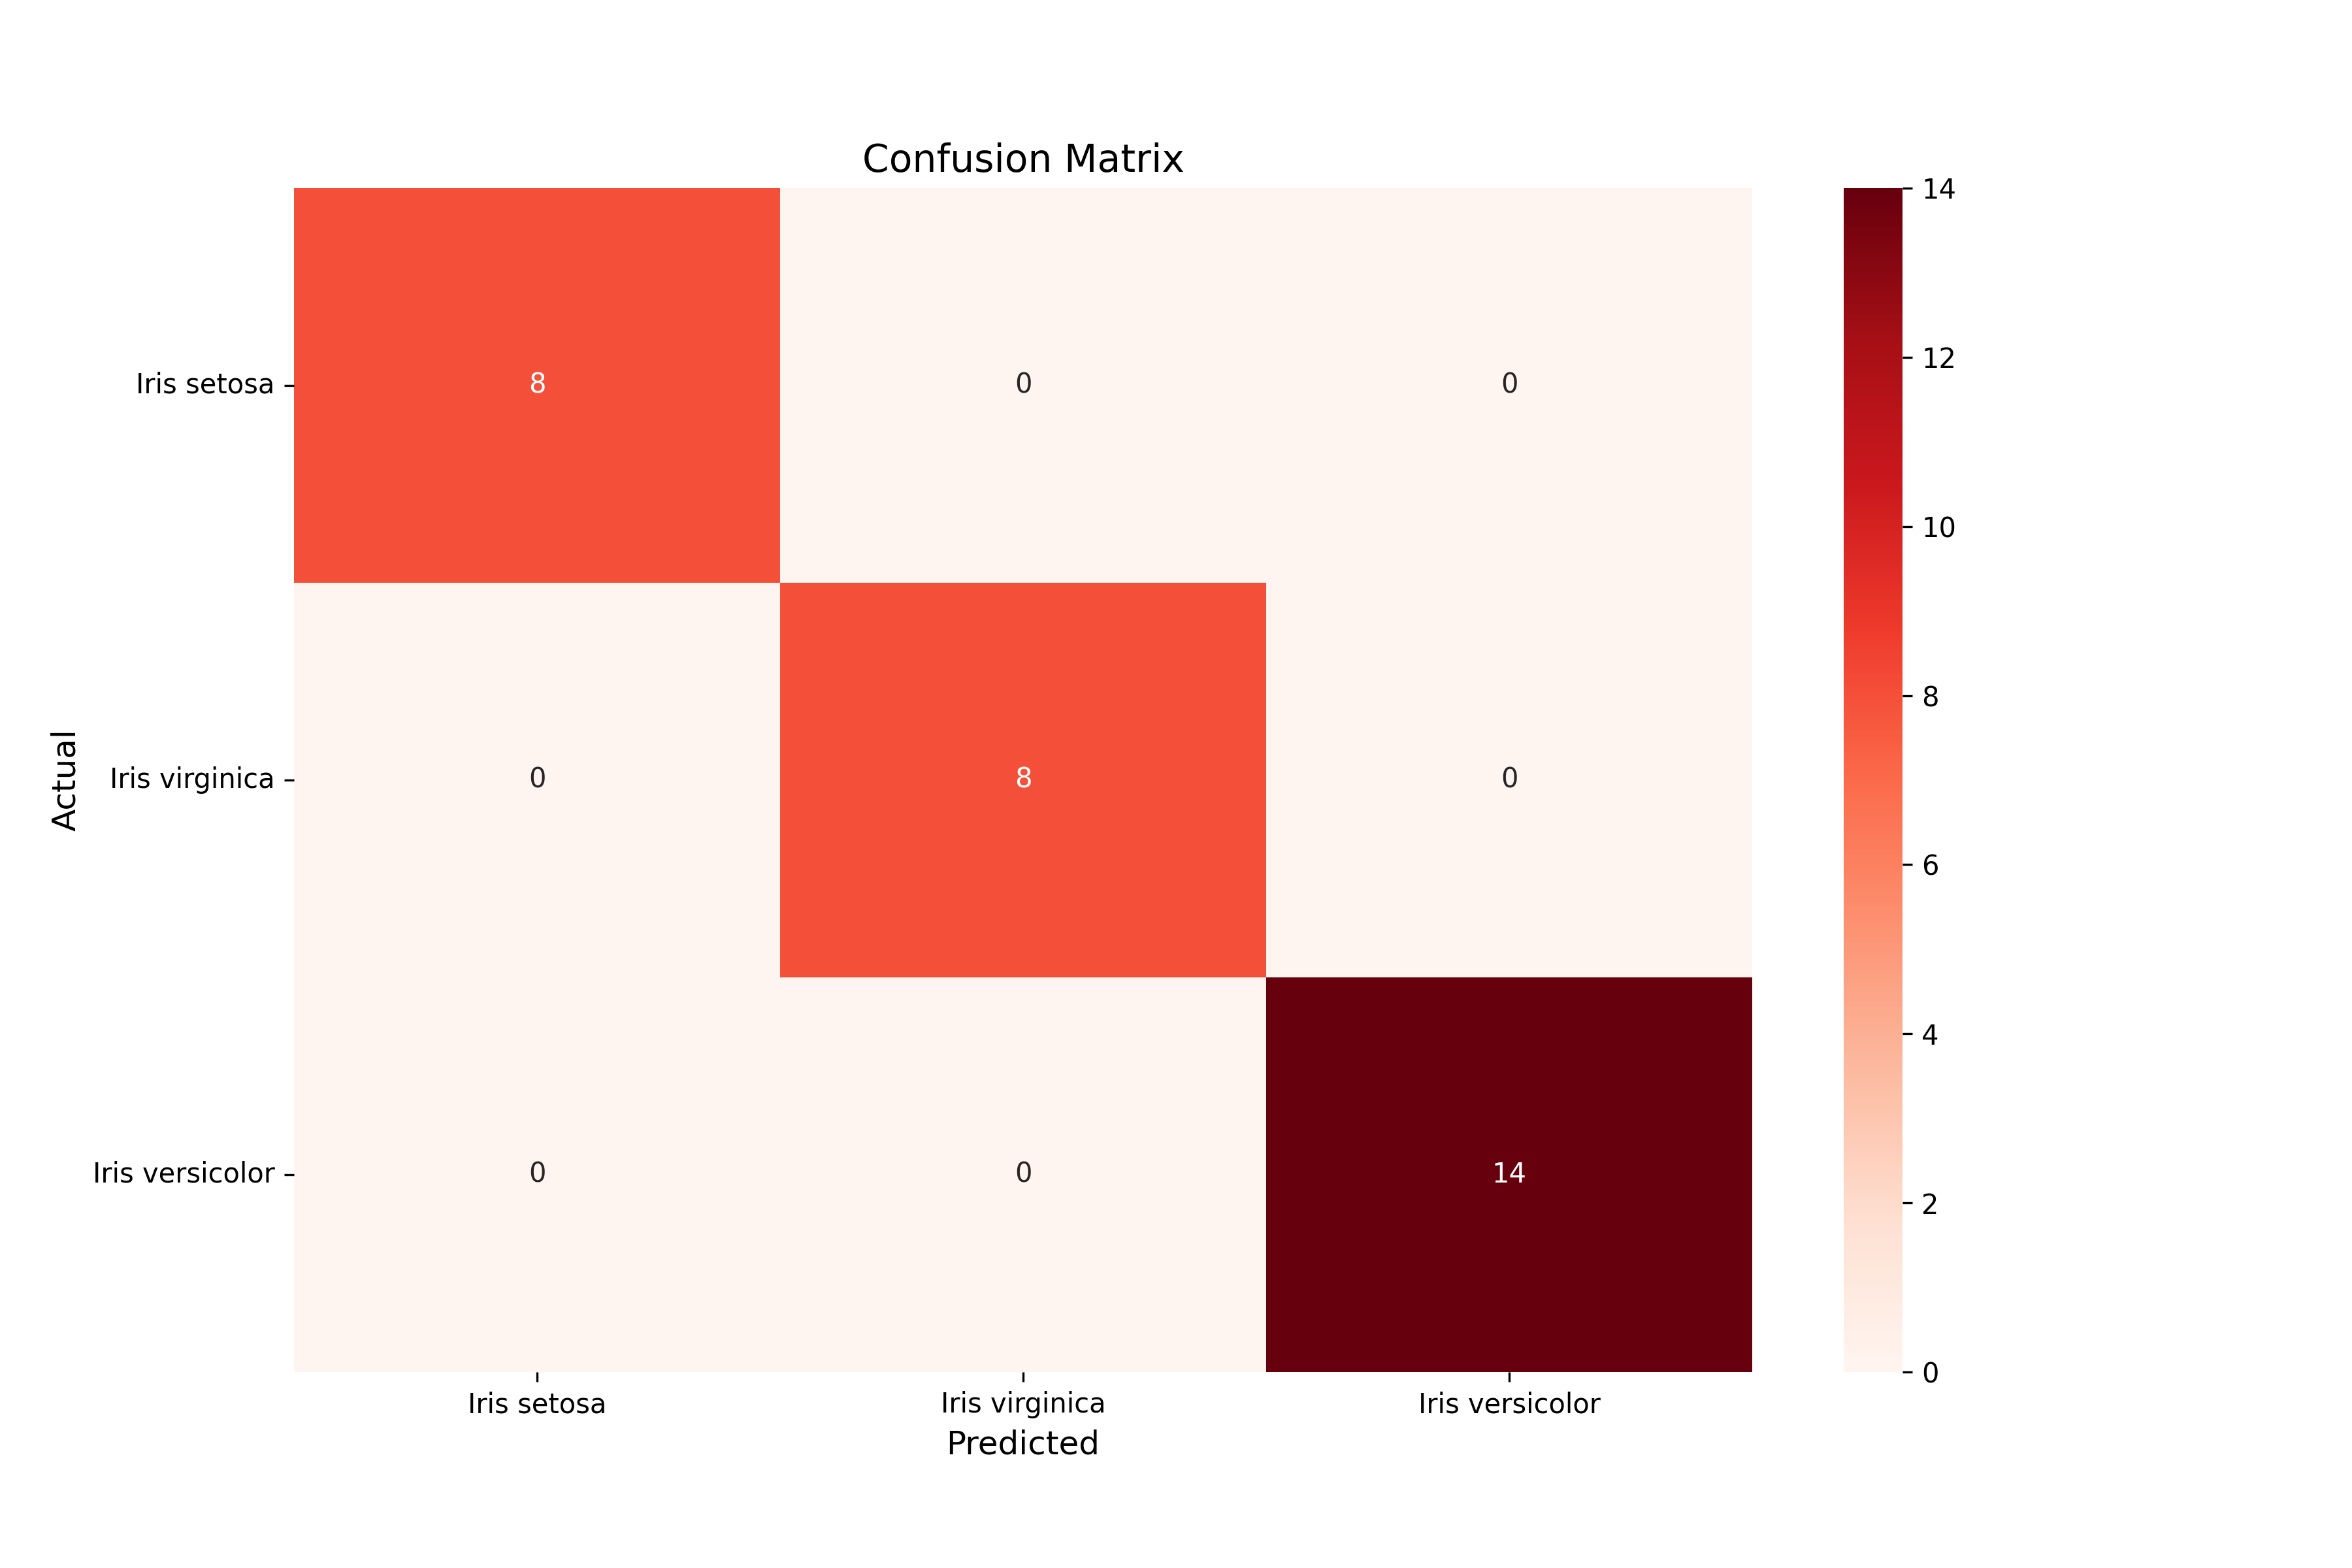 Confusion Matrix
Iris setosa 8 0 0
Actual
Iris virginica 0 8 0
Iris versicolor 0 0 14
Iris setosa Iris virginica Iris versicolor
Predicted
14
12
10
8
6
4
2
0